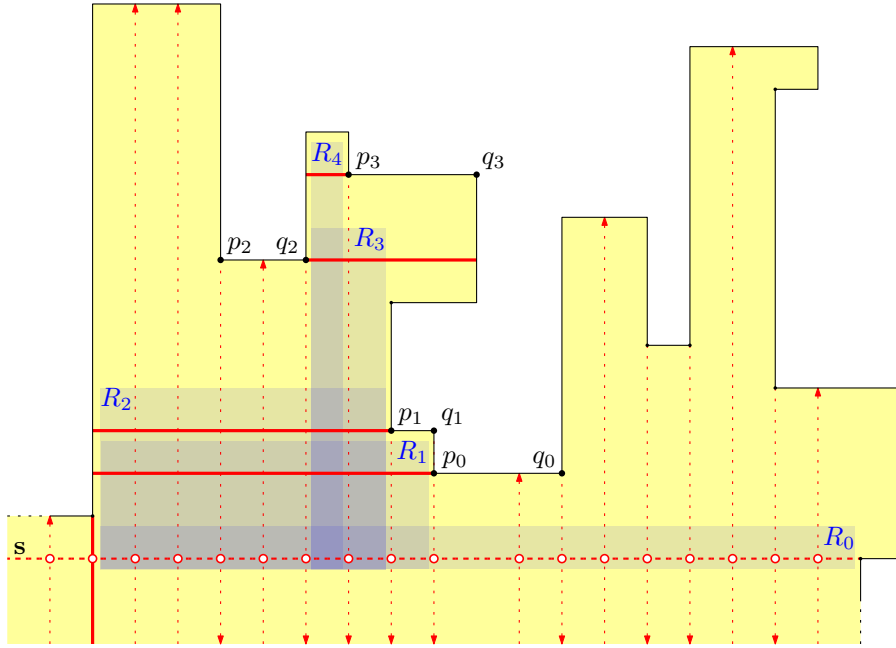 R₄ p₃ q₃
p₂ q₂ R₃
R₂ p₁ q₁
R₁ p₀ q₀
s R₀